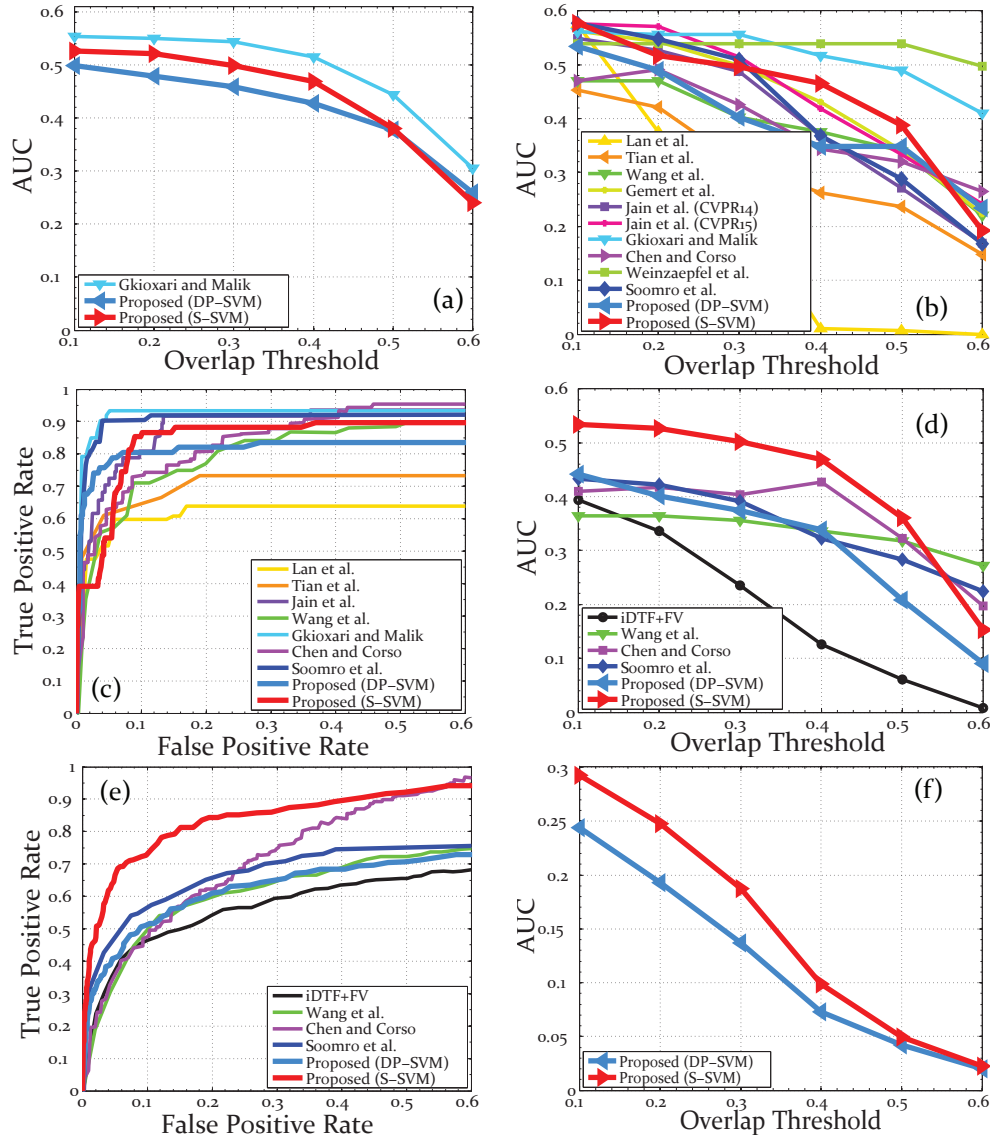 0.6
0.5
0.4
0.3
0.2
0.1
0
AUC
Gkioxari and Malik
Proposed (DP-SVM)
Proposed (S-SVM)
(a)
0.1 0.2 0.3 0.4 0.5 0.6
Overlap Threshold
0.6
0.5
0.4
0.3
0.2
0.1
0
AUC
Lan et al.
Tian et al.
Wang et al.
Gemert et al.
Jain et al. (CVPR14)
Jain et al. (CVPR15)
Gkioxari and Malik
Chen and Corso
Weinzaepfel et al.
Soomro et al.
Proposed (DP-SVM)
Proposed (S-SVM)
(b)
0.1 0.2 0.3 0.4 0.5 0.6
Overlap Threshold
1
0.9
0.8
0.7
0.6
0.5
0.4
0.3
0.2
0.1
0
True Positive Rate
Lan et al.
Tian et al.
Jain et al.
Wang et al.
Gkioxari and Malik
Chen and Corso
Soomro et al.
Proposed (DP-SVM)
Proposed (S-SVM)
(c)
0 0.1 0.2 0.3 0.4 0.5 0.6
False Positive Rate
0.6
0.5
0.4
0.3
0.2
0.1
0
AUC
(d)
iDTF+FV
Wang et al.
Chen and Corso
Soomro et al.
Proposed (DP-SVM)
Proposed (S-SVM)
0.1 0.2 0.3 0.4 0.5 0.6
Overlap Threshold
1
0.9
0.8
0.7
0.6
0.5
0.4
0.3
0.2
0.1
0
True Positive Rate
(e)
iDTF+FV
Wang et al.
Chen and Corso
Soomro et al.
Proposed (DP-SVM)
Proposed (S-SVM)
0 0.1 0.2 0.3 0.4 0.5 0.6
False Positive Rate
0.3
0.25
0.2
0.15
0.1
0.05
0
AUC
(f)
Proposed (DP-SVM)
Proposed (S-SVM)
0.1 0.2 0.3 0.4 0.5 0.6
Overlap Threshold